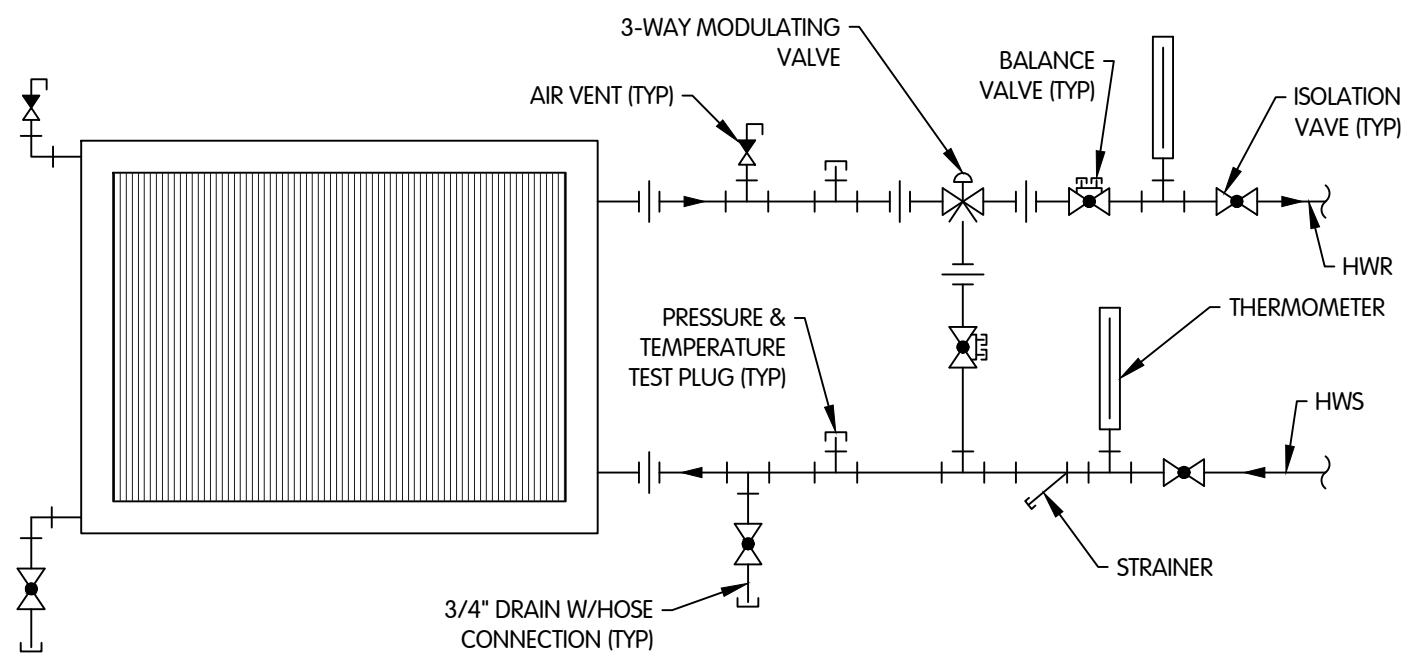 3-WAY MODULATING
VALVE
BALANCE
VALVE (TYP)
AIR VENT (TYP)
ISOLATION
VAVE (TYP)
HWR
THERMOMETER
PRESSURE &
TEMPERATURE
TEST PLUG (TYP)
HWS
STRAINER
3/4" DRAIN W/HOSE
CONNECTION (TYP)